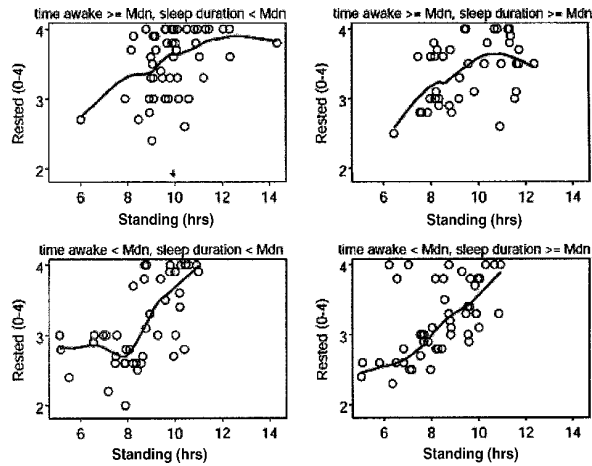 time awake >= Mdn, sleep duration < Mdn
4
3
2
Rested (0-4)
6 8 10 12 14
Standing (hrs)
time awake >= Mdn, sleep duration >= Mdn
4
3
2
Rested (0-4)
6 8 10 12 14
Standing (hrs)
time awake < Mdn, sleep duration < Mdn
4
3
2
Rested (0-4)
6 8 10 12 14
Standing (hrs)
time awake < Mdn, sleep duration >= Mdn
4
3
2
Rested (0-4)
6 8 10 12 14
Standing (hrs)